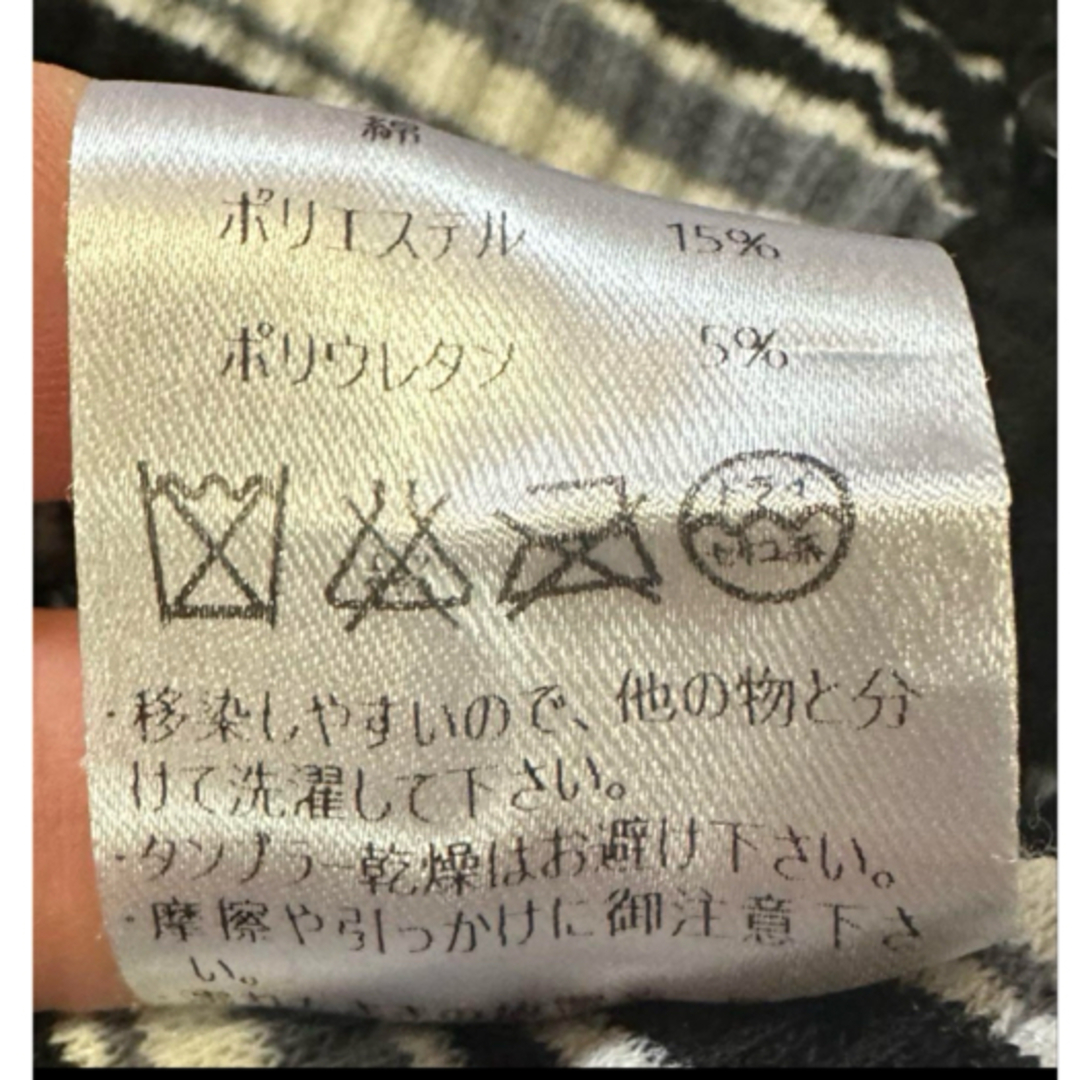 綿
ポリエステル 15%
ポリウレタン 5%
ドライ
セキユ系
・移染しやすいので、他の物と分
けて洗濯して下さい。
・タンブラー乾燥はお避け下さい。
・摩擦や引っかけに御注意下さ
い。